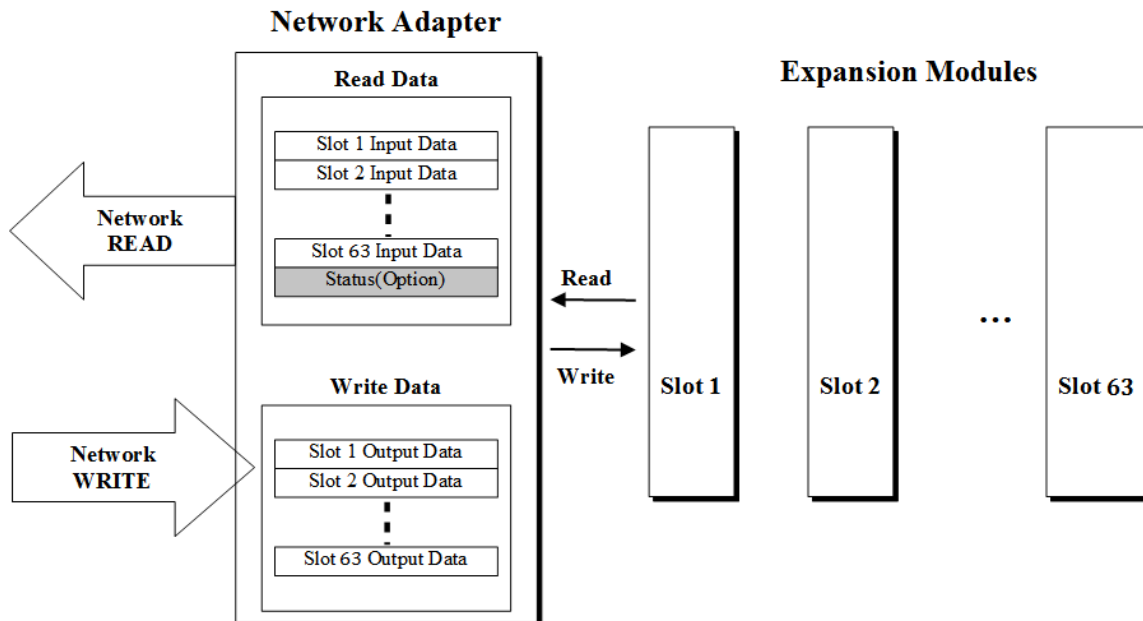 Network Adapter
Read Data
Slot 1 Input Data
Slot 2 Input Data
Slot 63 Input Data
Status(Option)
Network
READ
Write Data
Slot 1 Output Data
Slot 2 Output Data
Slot 63 Output Data
Network
WRITE
Read
Write
Expansion Modules
Slot 1
Slot 2
...
Slot 63